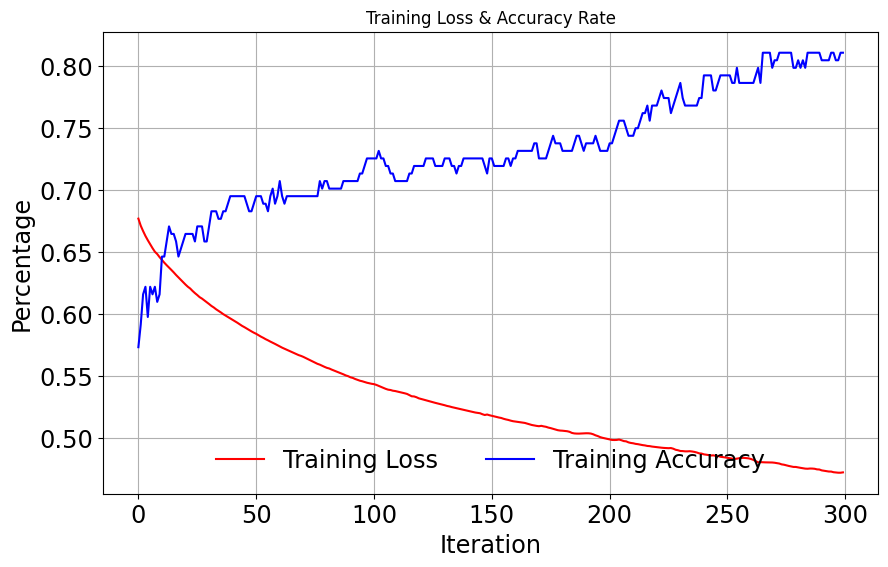 Training Loss & Accuracy Rate
0.80
0.75
0.70
0.65
0.60
0.55
0.50
Percentage
Training Loss
Training Accuracy
0
50
100
150
200
250
300
Iteration